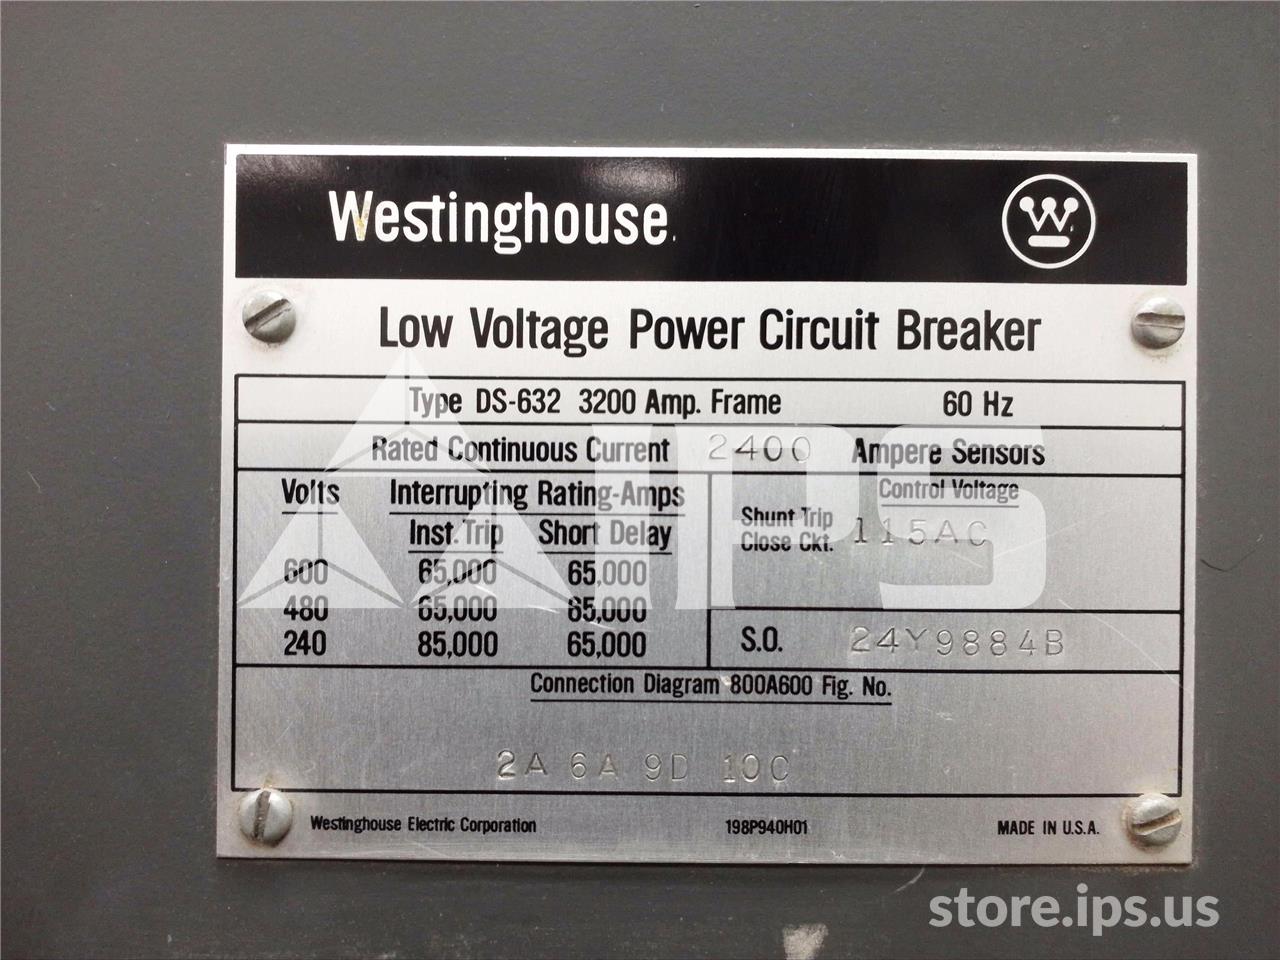 Westinghouse
W
Low Voltage Power Circuit Breaker
Type DS-632 3200 Amp. Frame 60 Hz
Rated Continuous Current 2400 Ampere Sensors
Volts Interrupting Rating-Amps
Inst. Trip Short Delay
600 65,000 65,000
480 65,000 65,000
240 85,000 65,000
Control Voltage
Shunt Trip
Close Ckt. 115AC
S.O. 24Y9884B
Connection Diagram 800A600 Fig. No.
2A 6A 9D 10C
Westinghouse Electric Corporation 198P940H01 MADE IN U.S.A.
IPS
store.ips.us